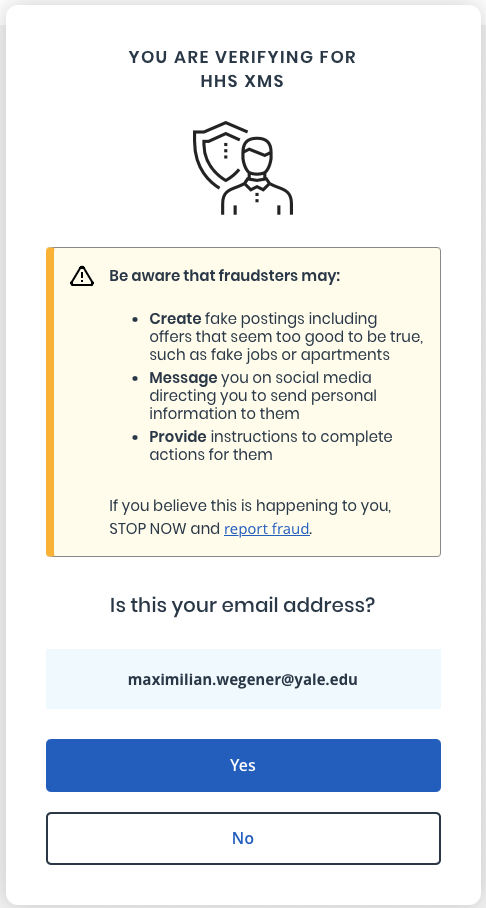 YOU ARE VERIFYING FOR
HHS XMS
Be aware that fraudsters may:
• Create fake postings including
offers that seem too good to be true,
such as fake jobs or apartments
• Message you on social media
directing you to send personal
information to them
• Provide instructions to complete
actions for them
If you believe this is happening to you,
STOP NOW and report fraud.
Is this your email address?
maximilian.wegener@yale.edu
Yes
No